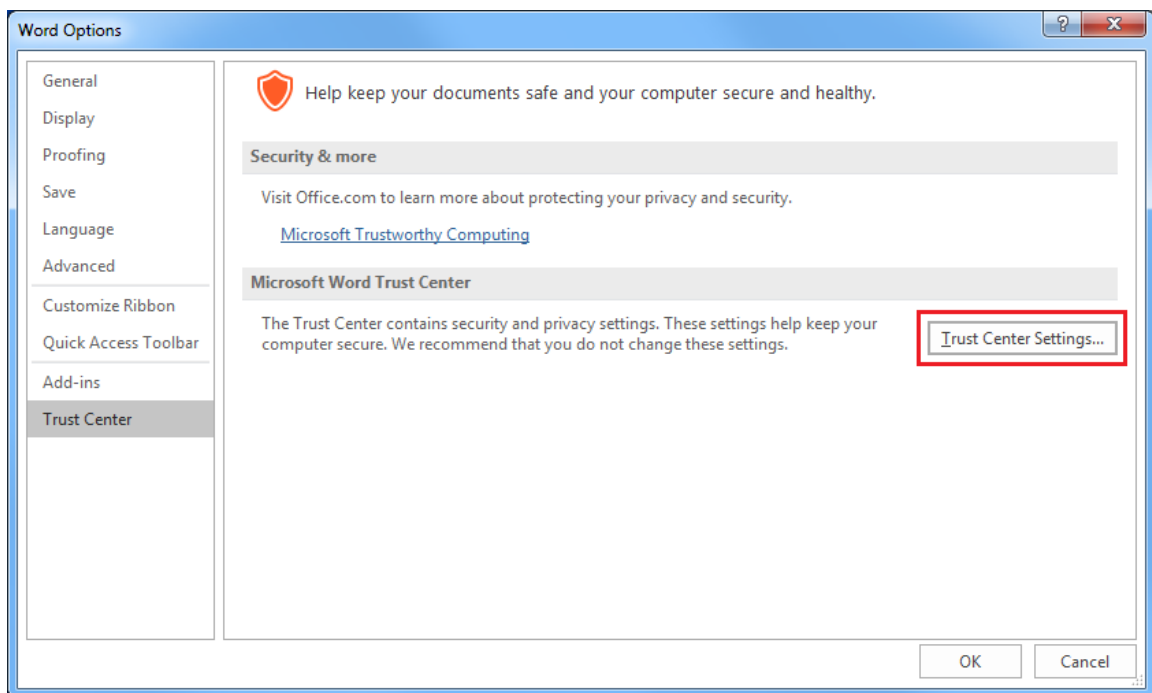 Word Options
General
Display
Proofing
Save
Language
Advanced
Customize Ribbon
Quick Access Toolbar
Add-ins
Trust Center
Help keep your documents safe and your computer secure and healthy.
Security & more
Visit Office.com to learn more about protecting your privacy and security.
Microsoft Trustworthy Computing
Microsoft Word Trust Center
The Trust Center contains security and privacy settings. These settings help keep your
computer secure. We recommend that you do not change these settings.
Trust Center Settings...
OK
Cancel